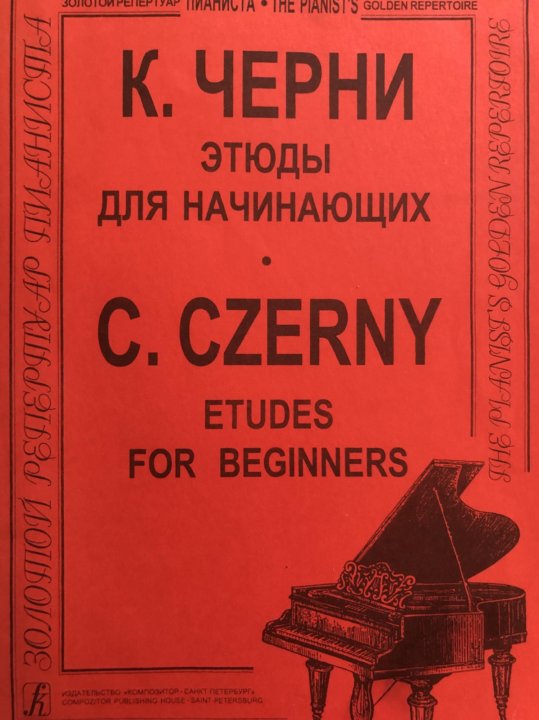 ЗОЛОТОЙ РЕПЕРТУАР ПИАНИСТА • THE PIANIST'S GOLDEN REPERTOIRE
К. ЧЕРНИ
ЭТЮДЫ
ДЛЯ НАЧИНАЮЩИХ
•
C. CZERNY
ETUDES
FOR BEGINNERS
ЗОЛОТОЙ РЕПЕРТУАР ПИАНИСТА
THE PIANIST'S GOLDEN REPERTOIRE
ИЗДАТЕЛЬСТВО «КОМПОЗИТОР • САНКТ-ПЕТЕРБУРГ»
COMPOZITOR PUBLISHING HOUSE • SAINT-PETERSBURG